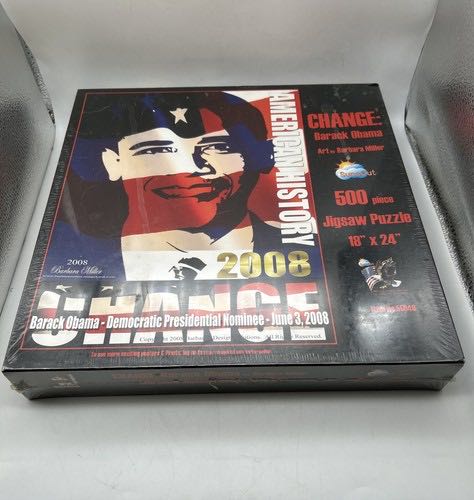 AMERICAN HISTORY
2008
Barbara Miller
2008
CHANGE
Barack Obama - Democratic Presidential Nominee - June 3, 2008
CHANGE:
Barack Obama
Art by Barbara Miller
500 piece
Jigsaw Puzzle
18" x 24"